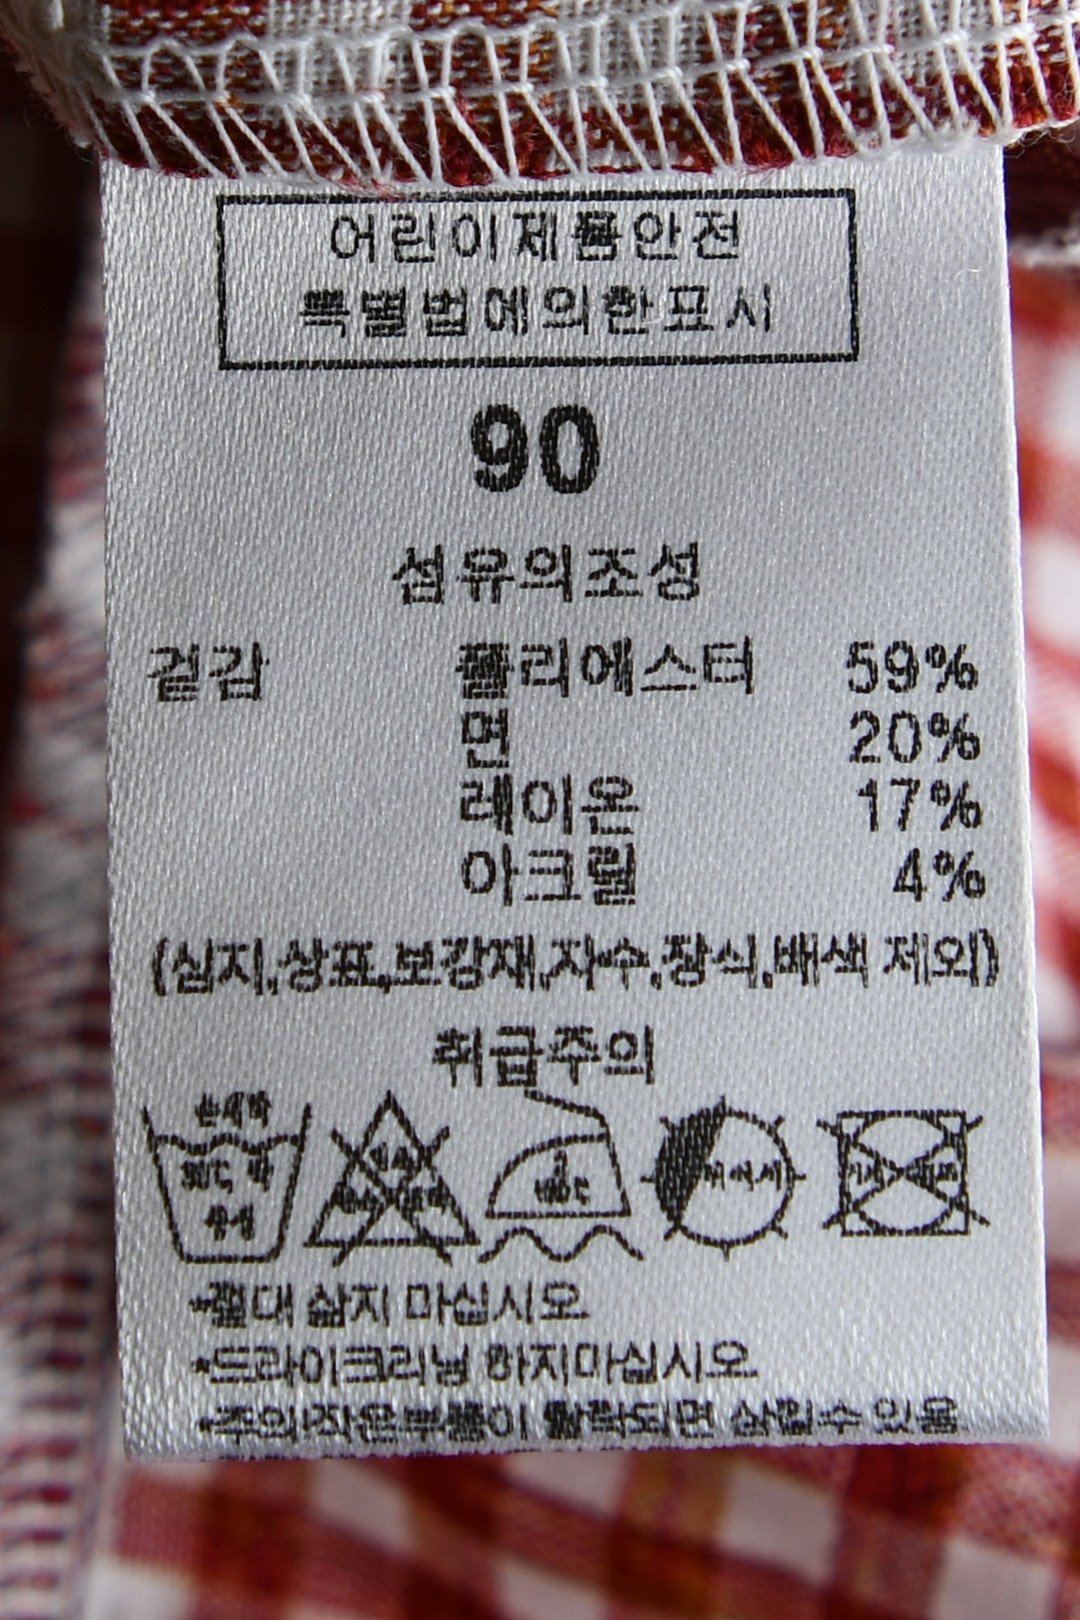 어린이제품안전
특별법에의한표시
90
섬유의조성
겉감 폴리에스터 59%
면 20%
레이온 17%
아크릴 4%
(심지,상표,보강재,자수,장식,배색 제외)
취급주의
손세탁
30℃
중성
*절대 삶지 마십시오
*드라이크리닝 하지마십시오
*주의!작은부품이 탈락되면 삼킬수있음